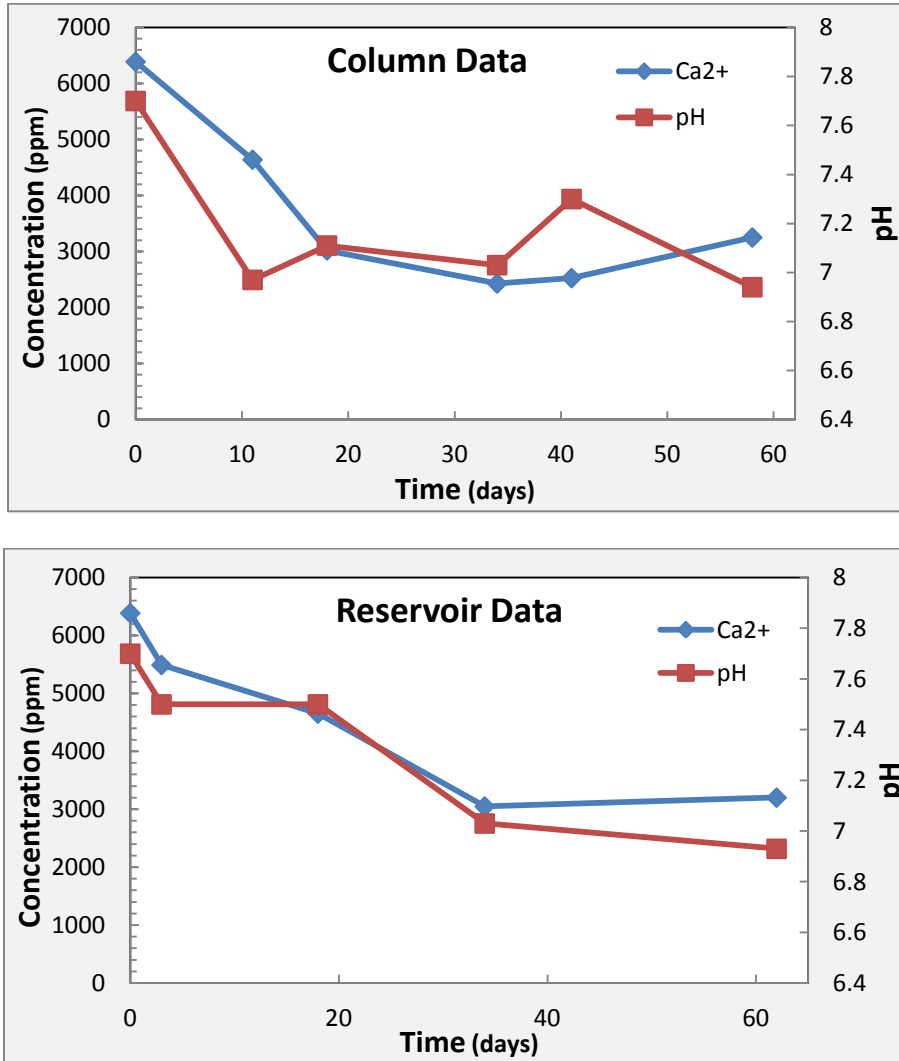 Column Data
Ca2+
pH
7000
6000
5000
4000
3000
2000
1000
0
Concentration (ppm)
8
7.8
7.6
7.4
7.2
7
6.8
6.6
6.4
pH
0 10 20 30 40 50 60
Time (days)
Reservoir Data
Ca2+
pH
7000
6000
5000
4000
3000
2000
1000
0
Concentration (ppm)
8
7.8
7.6
7.4
7.2
7
6.8
6.6
6.4
pH
0 20 40 60
Time (days)